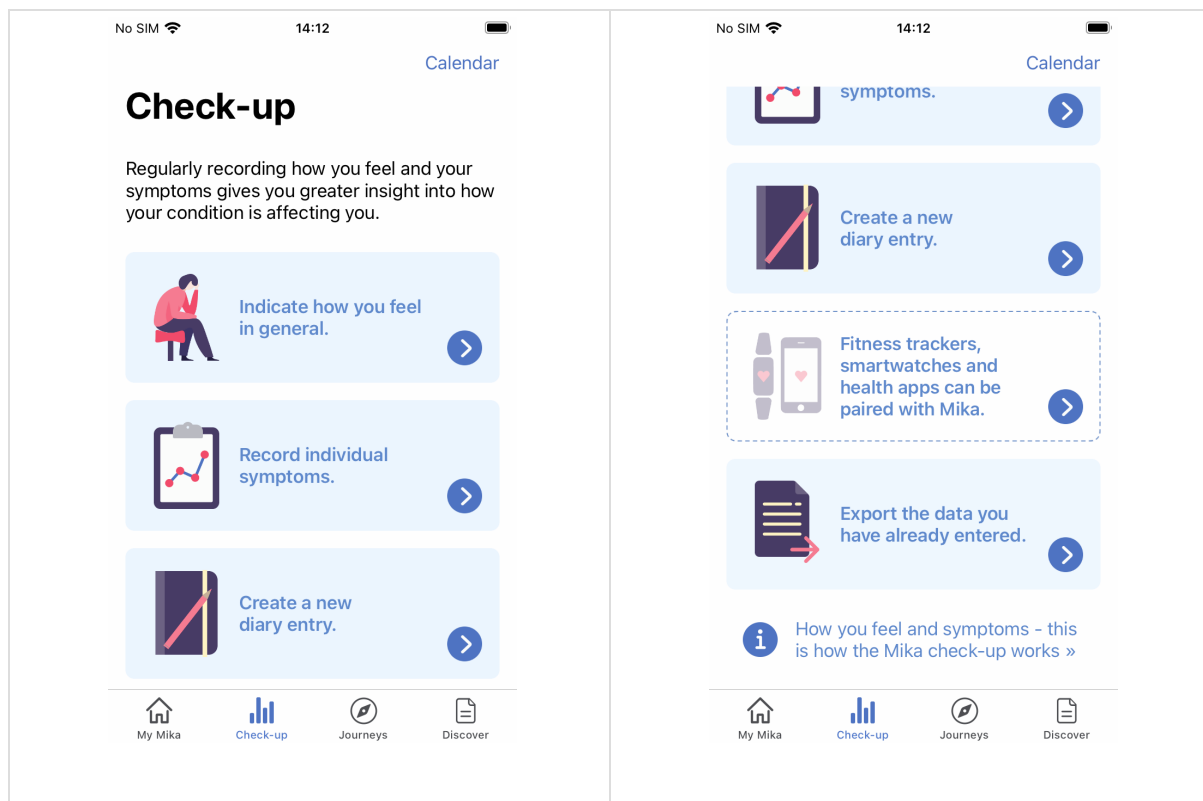 No SIM 14:12
Calendar
Check-up
Regularly recording how you feel and your
symptoms gives you greater insight into how
your condition is affecting you.
Indicate how you feel
in general.
Record individual
symptoms.
Create a new
diary entry.
My Mika Check-up Journeys Discover
No SIM 14:12
Calendar
symptoms.
Create a new
diary entry.
Fitness trackers,
smartwatches and
health apps can be
paired with Mika.
Export the data you
have already entered.
How you feel and symptoms - this
is how the Mika check-up works »
My Mika Check-up Journeys Discover